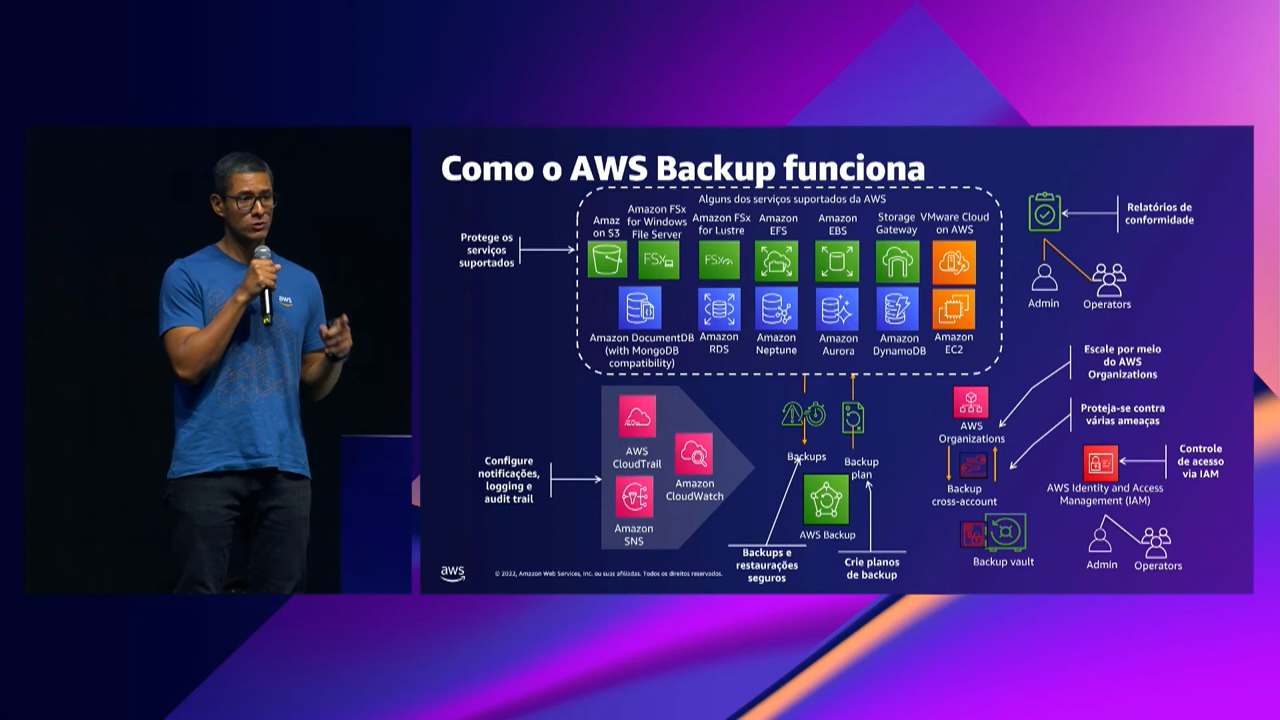 Como o AWS Backup funciona
Alguns dos serviços suportados da AWS
Protege os
serviços
suportados
Amaz
on S3
Amazon FSx
for Windows
File Server
Amazon FSx
for Lustre
Amazon
EFS
Amazon
EBS
Storage
Gateway
VMware Cloud
on AWS
FSx
FSx
Amazon DocumentDB
(with MongoDB
compatibility)
Amazon
RDS
Amazon
Neptune
Amazon
Aurora
Amazon
DynamoDB
Amazon
EC2
Relatórios de
conformidade
Admin
Operators
Configure
notificações,
logging e
audit trail
AWS
CloudTrail
Amazon
CloudWatch
Amazon
SNS
Backups
Backup
plan
AWS Backup
Backups e
restaurações
seguros
Crie planos
de backup
Escale por meio
do AWS
Organizations
AWS
Organizations
Proteja-se contra
várias ameaças
Backup
cross-account
Backup vault
Controle
de acesso
via IAM
AWS Identity and Access
Management (IAM)
Admin
Operators
aws
© 2022, Amazon Web Services, Inc. ou suas afiliadas. Todos os direitos reservados.
aws